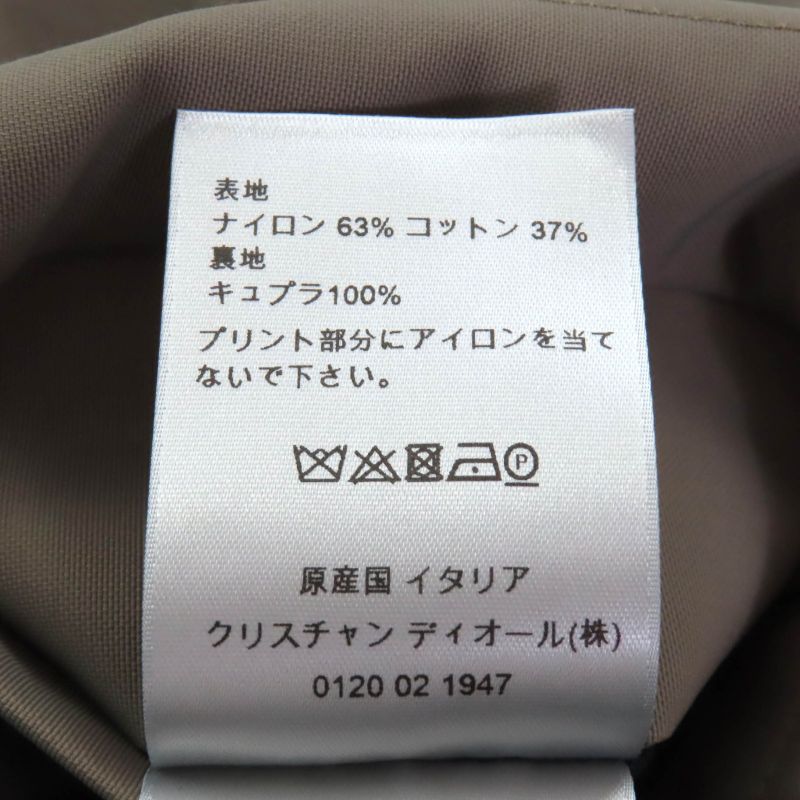 表地
ナイロン 63% コットン 37%
裏地
キュプラ100%
プリント部分にアイロンを当て
ないで下さい。
P
原産国 イタリア
クリスチャン ディオール(株)
0120 02 1947